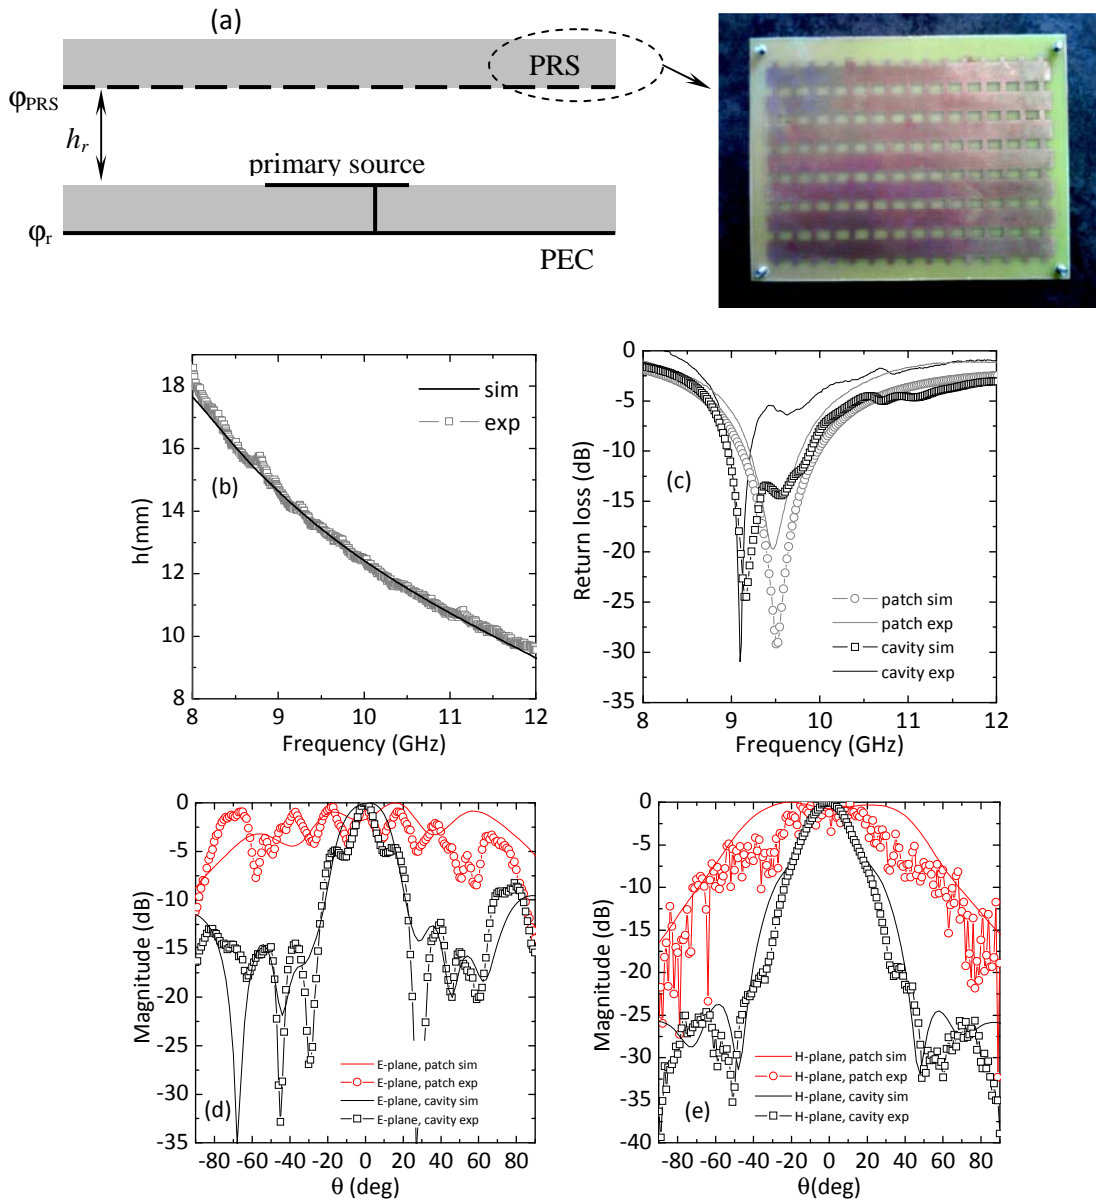 (a)
PRS
φPRS
hr
primary source
φr
PEC
18
16
14
12
10
8
h(mm)
sim
exp
(b)
8 9 10 11 12
Frequency (GHz)
0
-5
-10
-15
-20
-25
-30
-35
Return loss (dB)
(c)
patch sim
patch exp
cavity sim
cavity exp
8 9 10 11 12
Frequency (GHz)
0
-5
-10
-15
-20
-25
-30
-35
Magnitude (dB)
E-plane, patch sim
E-plane, patch exp
E-plane, cavity sim
E-plane, cavity exp
(d)
-80 -60 -40 -20 0 20 40 60 80
θ (deg)
0
-5
-10
-15
-20
-25
-30
-35
-40
Magnitude (dB)
H-plane, patch sim
H-plane, patch exp
H-plane, cavity sim
H-plane, cavity exp
(e)
-80 -60 -40 -20 0 20 40 60 80
θ(deg)